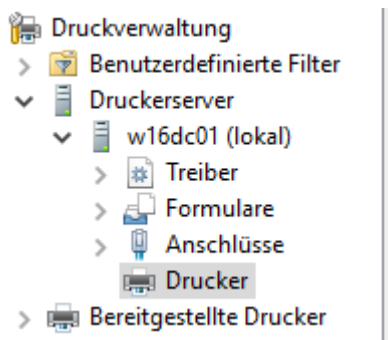 Druckverwaltung
Benutzerdefinierte Filter
Druckerserver
w16dc01 (lokal)
Treiber
Formulare
Anschlüsse
Drucker
Bereitgestellte Drucker